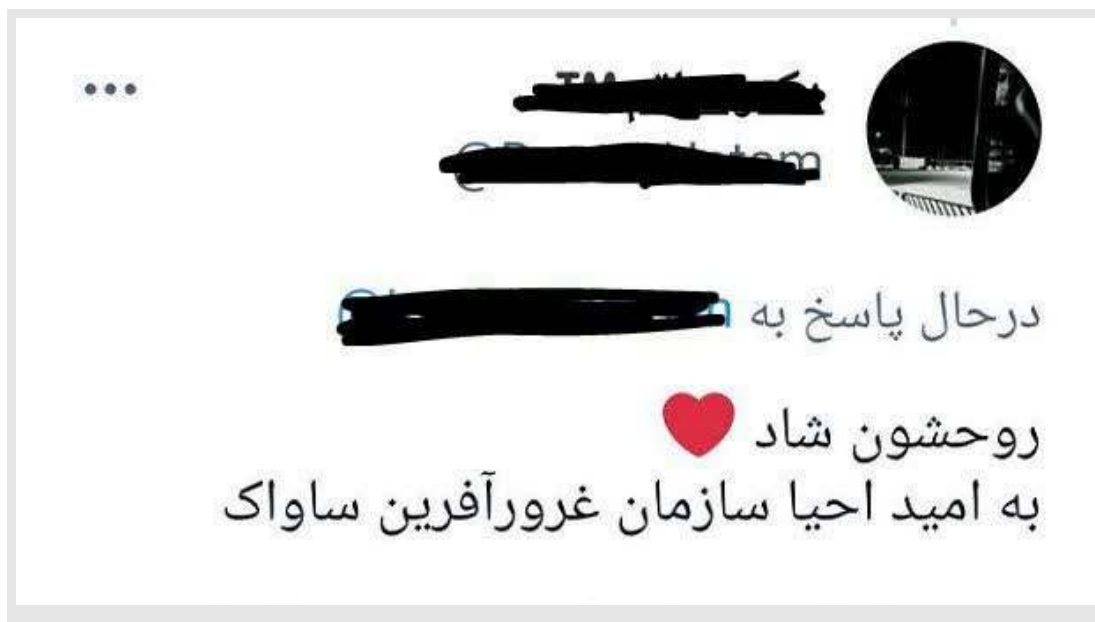 درحال پاسخ به
روحشون شاد ❤️
به امید احیا سازمان غرورآفرین ساواک